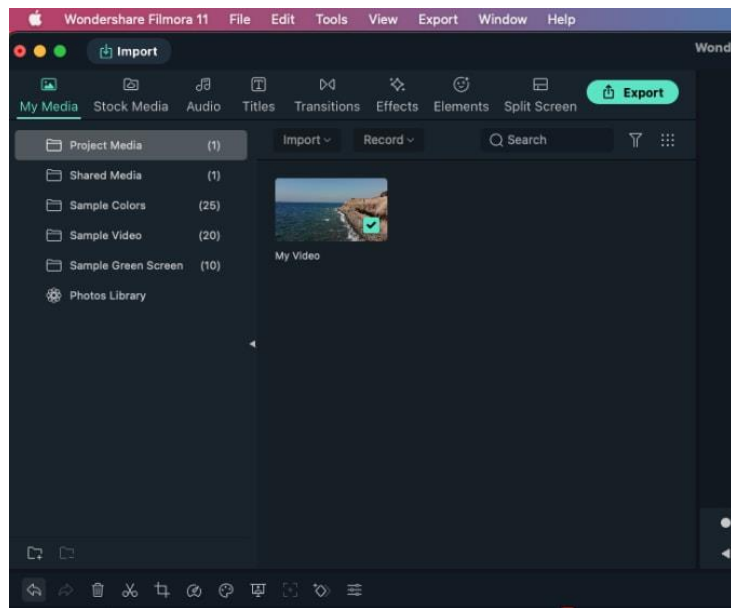 Wondershare Filmora 11 File Edit Tools View Export Window Help
Import
Wond
My Media Stock Media Audio Titles Transitions Effects Elements Split Screen Export
Project Media (1) Import Record Search
Shared Media (1)
Sample Colors (25)
Sample Video (20)
Sample Green Screen (10)
Photos Library
My Video